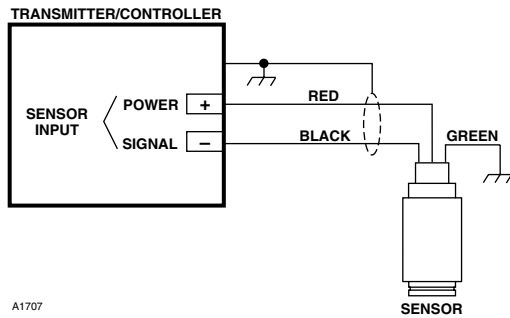 TRANSMITTER/CONTROLLER
SENSOR
INPUT
POWER
+
SIGNAL
–
RED
BLACK
GREEN
SENSOR
A1707